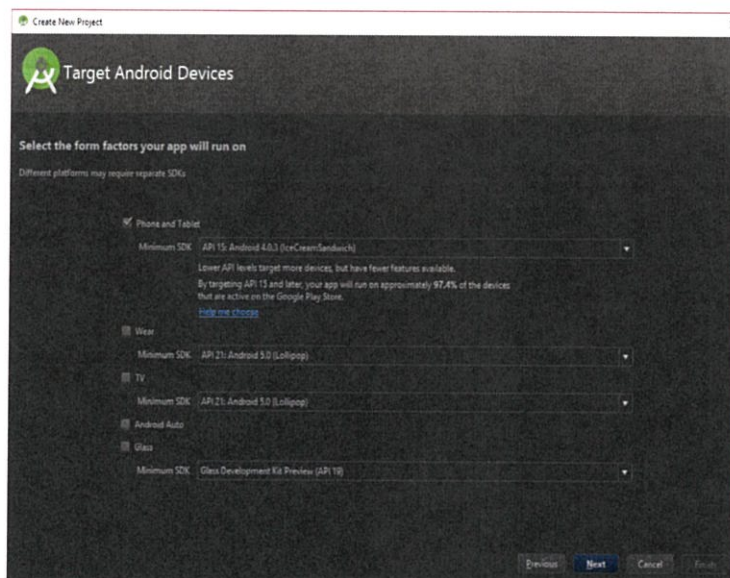 Create New Project
Target Android Devices
Select the form factors your app will run on
Different platforms may require separate SDKs
Phone and Tablet
Minimum SDK API 15: Android 4.0.3 (IceCreamSandwich)
Lower API levels target more devices, but have fewer features available.
By targeting API 15 and later, your app will run on approximately 97.4% of the devices
that are active on the Google Play Store.
Help me choose
Wear
Minimum SDK API 21: Android 5.0 (Lollipop)
TV
Minimum SDK API 21: Android 5.0 (Lollipop)
Android Auto
Glass
Minimum SDK Glass Development Kit Preview (API 19)
Previous Next Cancel Finish